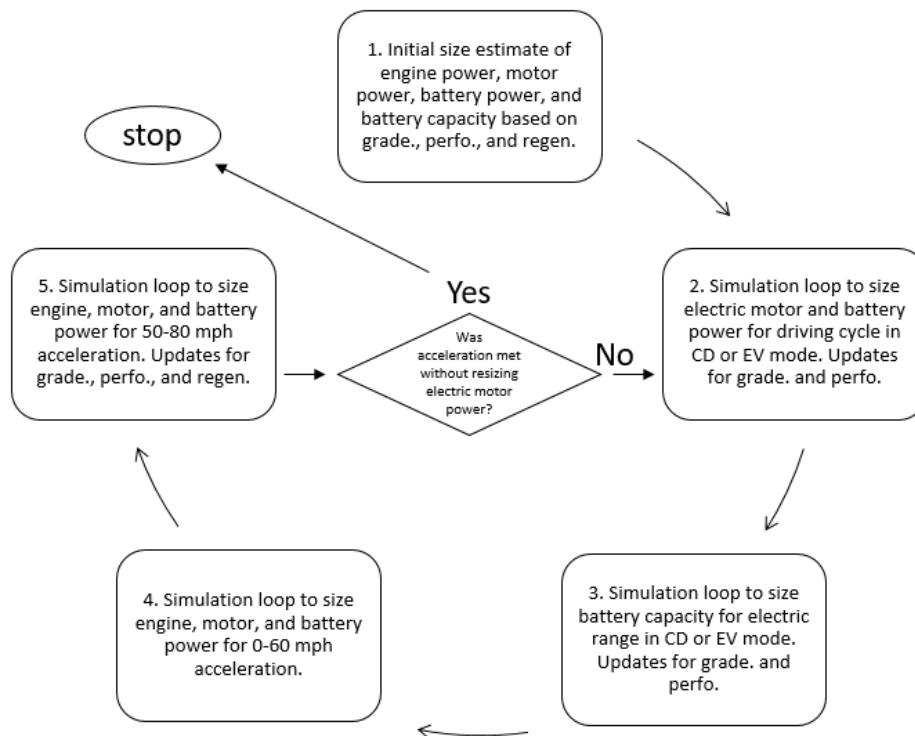 1. Initial size estimate of
engine power, motor
power, battery power, and
battery capacity based on
grade., perfo., and regen.
stop
5. Simulation loop to size
engine, motor, and battery
power for 50-80 mph
acceleration. Updates for
grade., perfo., and regen.
Yes
Was
acceleration met
without resizing
electric motor
power?
No
2. Simulation loop to size
electric motor and battery
power for driving cycle in
CD or EV mode. Updates
for grade. and perfo.
4. Simulation loop to size
engine, motor, and battery
power for 0-60 mph
acceleration.
3. Simulation loop to size
battery capacity for electric
range in CD or EV mode.
Updates for grade. and
perfo.